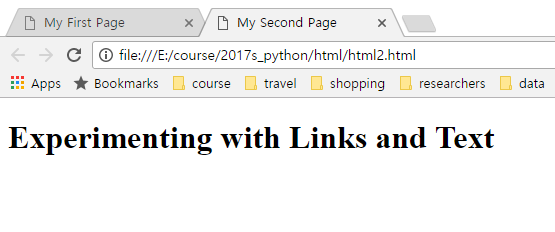 My First Page
My Second Page
file:///E:/course/2017s_python/html/html2.html
Apps Bookmarks course travel shopping researchers data
Experimenting with Links and Text